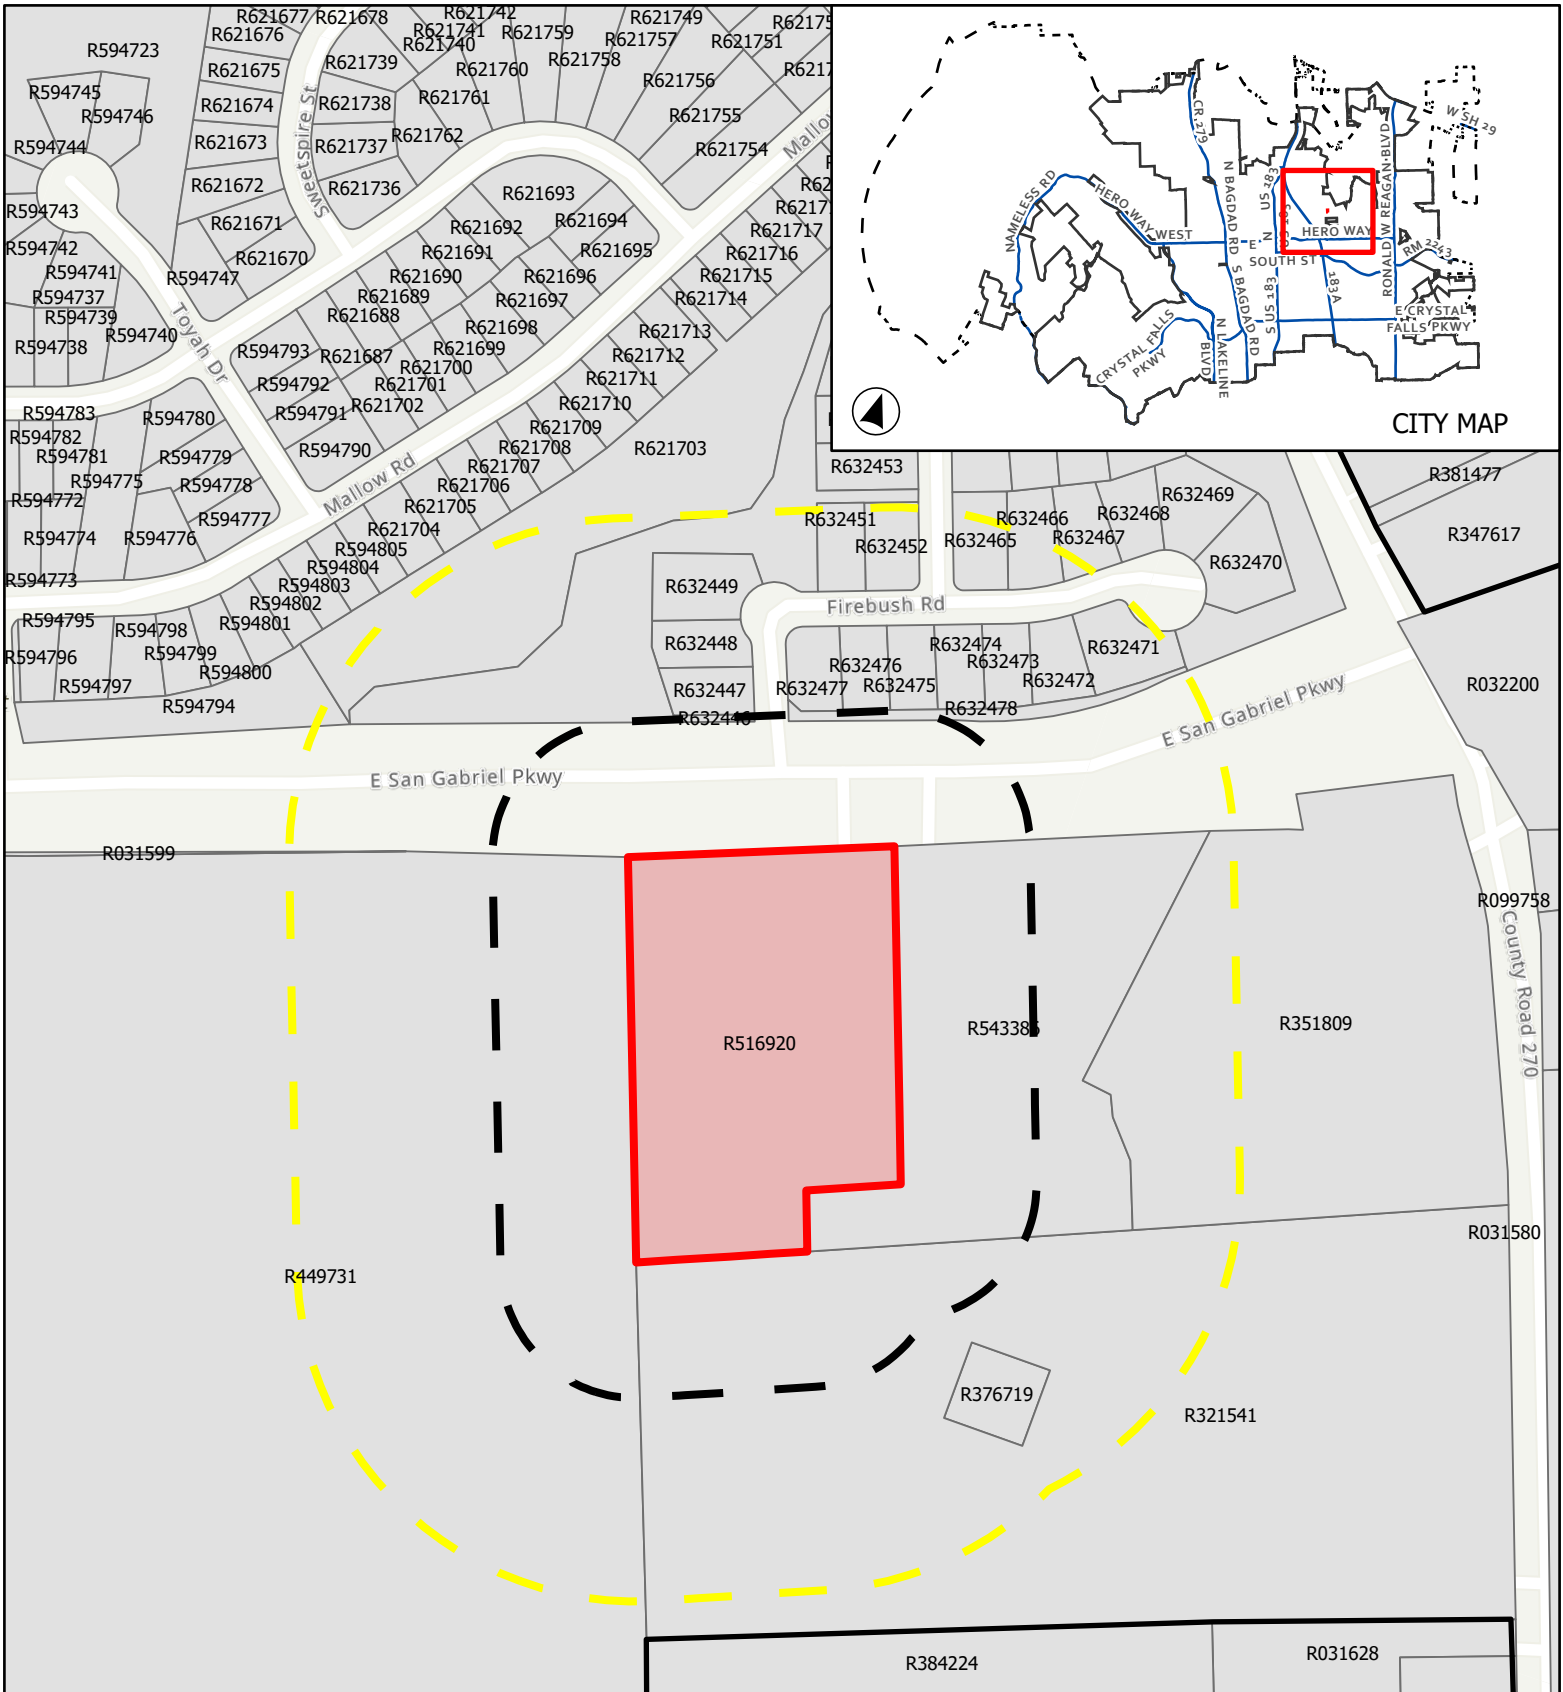 R621677
R621678
R621742
R621749
R621676
R621741
R621740
R621759
R621757
R621751
R594723
R621739
R621758
R621675
R621760
R621756
R594745
R621674
R621738
R621761
R594746
R621755
R594744
R621673
R621737
R621762
R621754
Sweetspire St
R621672
R621736
R621693
R594743
R621671
R621692
R621694
R621717
R594742
R621670
R621691
R621695
R621716
R594741
R594747
R621690
R621696
R621715
R594737
R621689
R621697
R621714
R594739
R621688
R621698
R621713
R594738
R594740
Toyah Dr
R594793
R621687
R621699
R621712
R621700
R594792
R621701
R621711
R594783
R594780
R594791
R621702
R621710
R594782
R621709
R594781
R594779
R594790
R621708
R621703
R594775
R594778
Mallow Rd
R621707
R594772
R594777
R621706
R621705
R594774
R594776
R621704
R594805
R594804
R594773
R594803
R594802
R594795
R594798
R594801
R594796
R594799
R594797
R594800
R594794
CR 279
W SH 29
NAMELESS RD
HERO WAY
WEST
N BAGDAD RD
US 183
RONALD W REAGAN BLVD
HERO WAY
E
SOUTH ST
N
RM 2243
183A
S US 183
S BAGDAD RD
CRYSTAL FALLS
PKWY
N LAKELINE
BLVD
E CRYSTAL
FALLS PKWY
CITY MAP
R632453
R381477
R632469
R632451
R632466
R632468
R347617
R632452
R632465
R632467
R632470
R632449
Firebush Rd
R632448
R632474
R632471
R632476
R632473
R632447
R632477
R632475
R632472
R032200
R632446
R632478
E San Gabriel Pkwy
E San Gabriel Pkwy
R031599
R099758
County Road 270
R516920
R543385
R351809
R031580
R449731
R376719
R321541
R384224
R031628